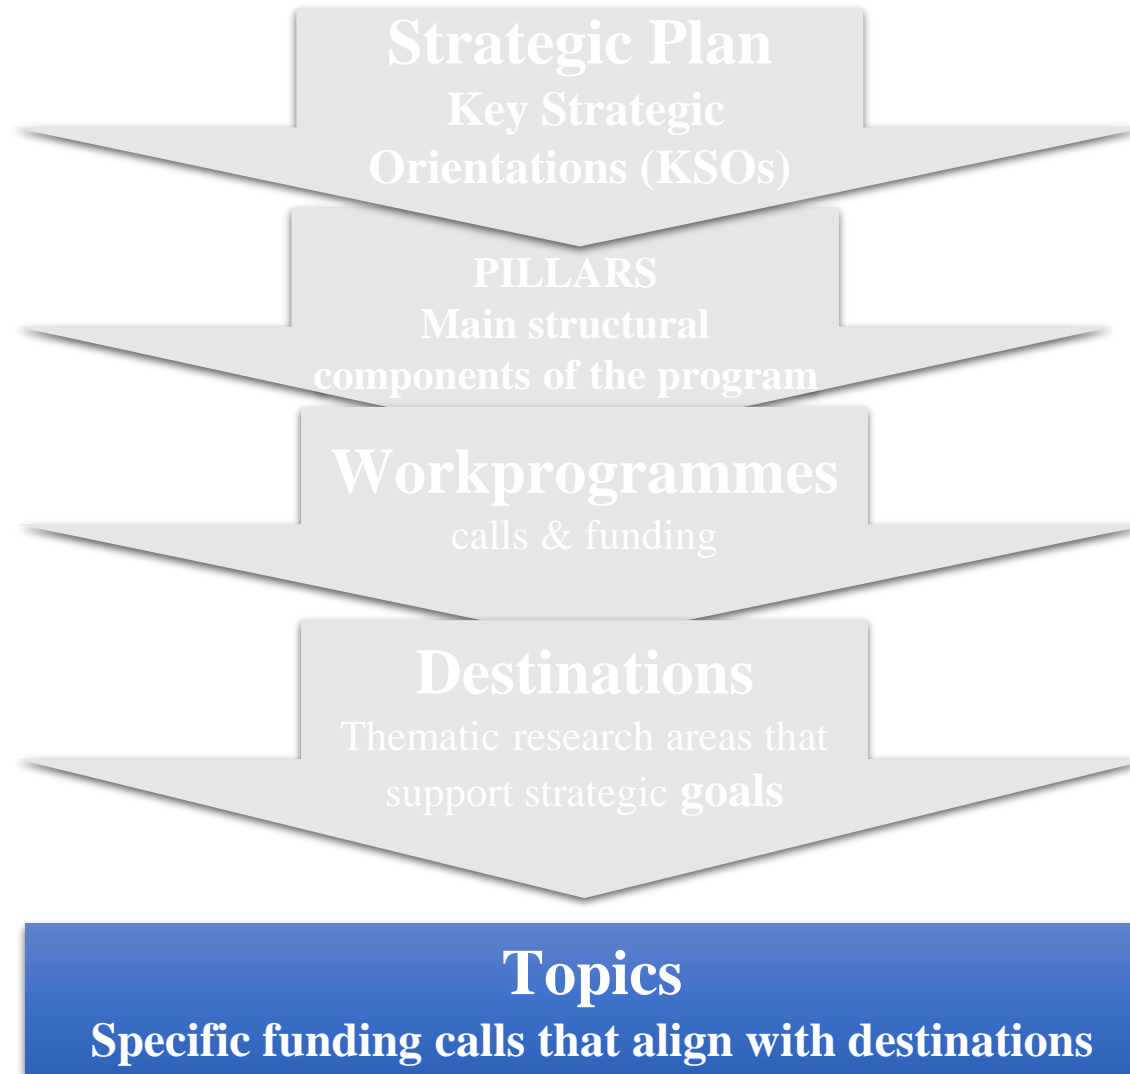 Strategic Plan
Key Strategic
Orientations (KSOs)
PILLARS
Main structural
components of the program
Workprogrammes
calls & funding
Destinations
Thematic research areas that
support strategic goals
Topics
Specific funding calls that align with destinations